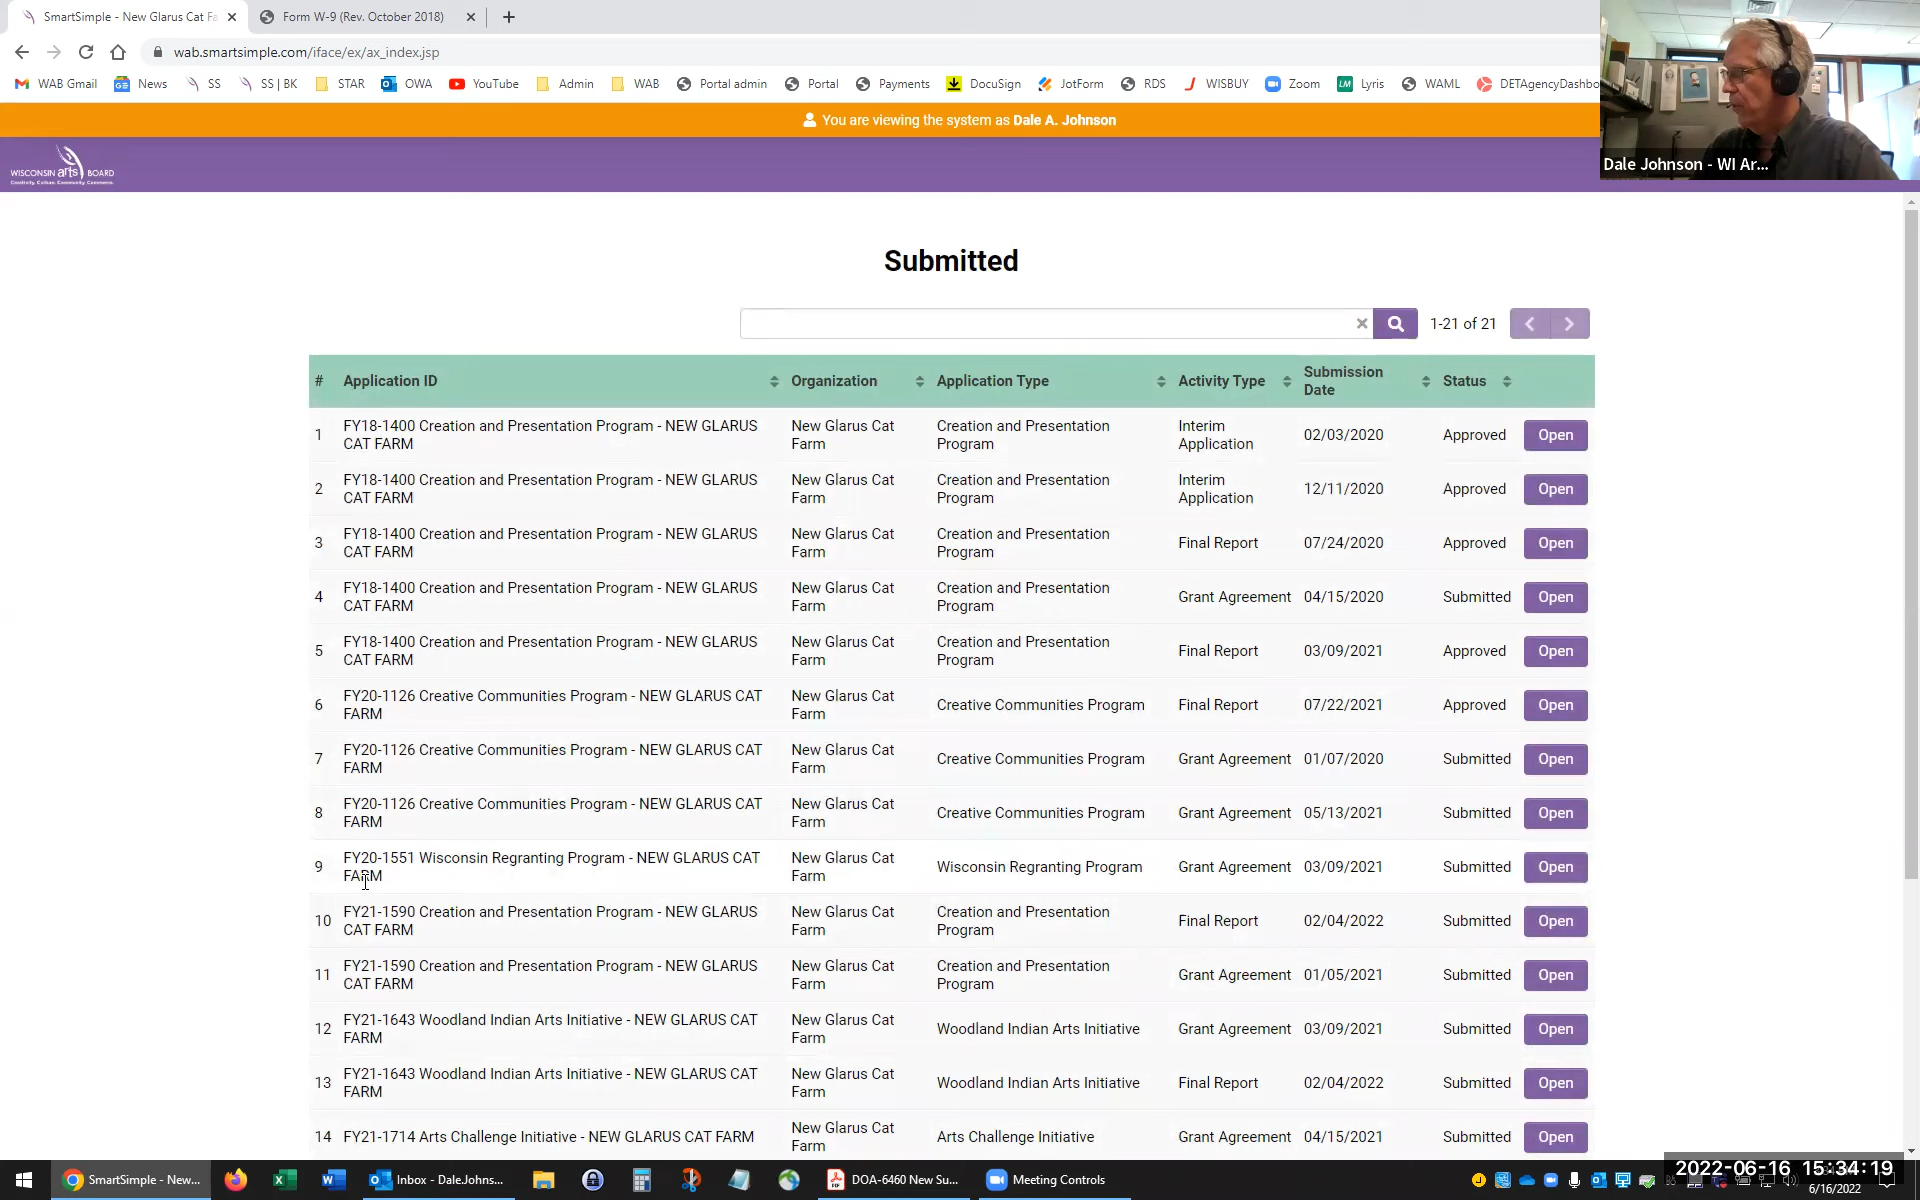 SmartSimple - New Glarus Cat Fa
Form W-9 (Rev. October 2018)
wab.smartsimple.com/iface/ex/ax_index.jsp
WAB Gmail News SS SS | BK STAR OWA YouTube Admin WAB Portal admin Portal Payments DocuSign JotForm RDS WISBUY Zoom LM Lyris WAML DETAgencyDashbo
You are viewing the system as Dale A. Johnson
WISCONSIN arts BOARD
Creativity. Culture. Community. Commerce.
Dale Johnson - WI Ar...
Submitted
1-21 of 21
# Application ID Organization Application Type Activity Type Submission Date Status
1 FY18-1400 Creation and Presentation Program - NEW GLARUS CAT FARM New Glarus Cat Farm Creation and Presentation Program Interim Application 02/03/2020 Approved Open
2 FY18-1400 Creation and Presentation Program - NEW GLARUS CAT FARM New Glarus Cat Farm Creation and Presentation Program Interim Application 12/11/2020 Approved Open
3 FY18-1400 Creation and Presentation Program - NEW GLARUS CAT FARM New Glarus Cat Farm Creation and Presentation Program Final Report 07/24/2020 Approved Open
4 FY18-1400 Creation and Presentation Program - NEW GLARUS CAT FARM New Glarus Cat Farm Creation and Presentation Program Grant Agreement 04/15/2020 Submitted Open
5 FY18-1400 Creation and Presentation Program - NEW GLARUS CAT FARM New Glarus Cat Farm Creation and Presentation Program Final Report 03/09/2021 Approved Open
6 FY20-1126 Creative Communities Program - NEW GLARUS CAT FARM New Glarus Cat Farm Creative Communities Program Final Report 07/22/2021 Approved Open
7 FY20-1126 Creative Communities Program - NEW GLARUS CAT FARM New Glarus Cat Farm Creative Communities Program Grant Agreement 01/07/2020 Submitted Open
8 FY20-1126 Creative Communities Program - NEW GLARUS CAT FARM New Glarus Cat Farm Creative Communities Program Grant Agreement 05/13/2021 Submitted Open
9 FY20-1551 Wisconsin Regranting Program - NEW GLARUS CAT FARM New Glarus Cat Farm Wisconsin Regranting Program Grant Agreement 03/09/2021 Submitted Open
10 FY21-1590 Creation and Presentation Program - NEW GLARUS CAT FARM New Glarus Cat Farm Creation and Presentation Program Final Report 02/04/2022 Submitted Open
11 FY21-1590 Creation and Presentation Program - NEW GLARUS CAT FARM New Glarus Cat Farm Creation and Presentation Program Grant Agreement 01/05/2021 Submitted Open
12 FY21-1643 Woodland Indian Arts Initiative - NEW GLARUS CAT FARM New Glarus Cat Farm Woodland Indian Arts Initiative Grant Agreement 03/09/2021 Submitted Open
13 FY21-1643 Woodland Indian Arts Initiative - NEW GLARUS CAT FARM New Glarus Cat Farm Woodland Indian Arts Initiative Final Report 02/04/2022 Submitted Open
14 FY21-1714 Arts Challenge Initiative - NEW GLARUS CAT FARM New Glarus Cat Farm Arts Challenge Initiative Grant Agreement 04/15/2021 Submitted Open
SmartSimple - New... Inbox - DaleJohns... DOA-6460 New Su... Meeting Controls
2022-06-16 15:34:19
6/16/2022